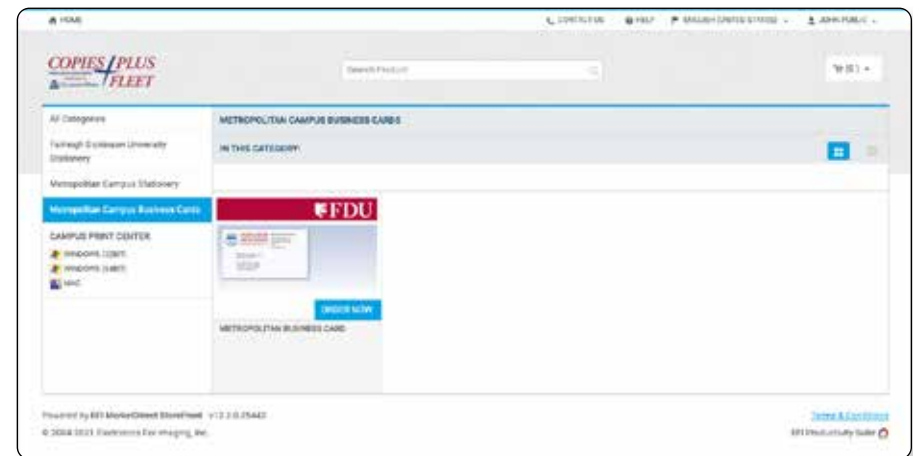 HOME
CONTACT US HELP ENGLISH (UNITED STATES) JOHN PUBLIC
COPIES PLUS
FLEET
Search Product
(0)
All Categories
METROPOLITAN CAMPUS BUSINESS CARDS
Fairleigh Dickinson University
Stationery
IN THIS CATEGORY:
Metropolitan Campus Stationery
Metropolitan Campus Business Cards
FDU
CAMPUS PRINT CENTER
WINDOWS (32BIT)
WINDOWS (64BIT)
MAC
ORDER NOW
METROPOLITAN BUSINESS CARD
Powered by EFI MarketDirect StoreFront
Terms & Conditions
© 2004-2021 Electronics For Imaging, Inc.
EFI Productivity Suite